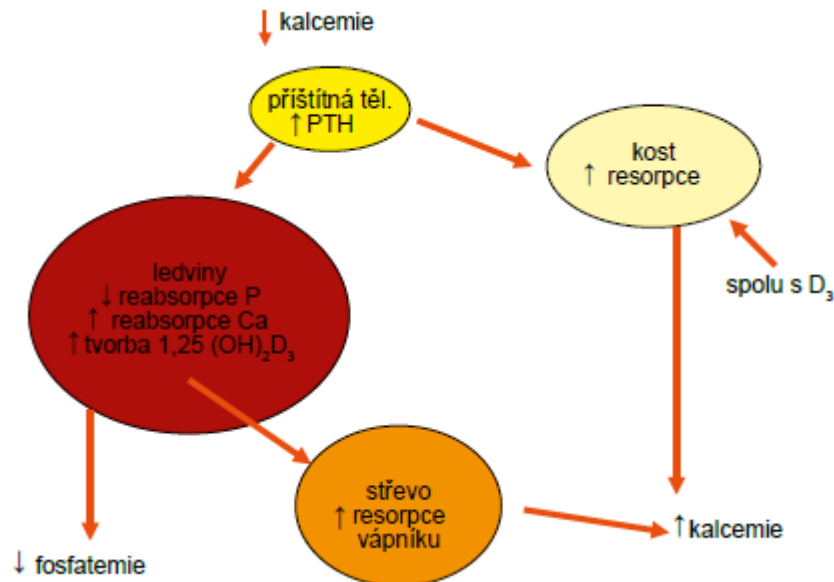 ↓ kalcemie
příštítná těl.
↑ PTH
kost
↑ resorpce
ledviny
↓ reabsorpce P
↑ reabsorpce Ca
↑ tvorba 1,25 (OH)₂D₃
spolu s D₃
střevo
↑ resorpce
vápníku
↑ kalcemie
↓ fosfatemie